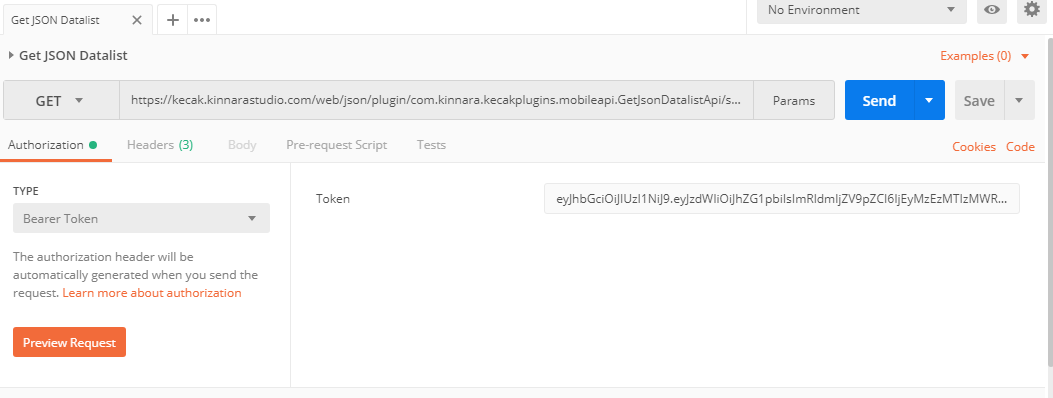 Get JSON Datalist
No Environment
Get JSON Datalist
Examples (0)
GET
https://kecak.kinnarastudio.com/web/json/plugin/com.kinnara.kecakplugins.mobileapi.GetJsonDatalistApi/s...
Params
Send
Save
Authorization
Headers (3)
Body
Pre-request Script
Tests
Cookies
Code
TYPE
Bearer Token
The authorization header will be
automatically generated when you send the
request. Learn more about authorization
Preview Request
Token
eyJhbGciOiJIUzI1NiJ9.eyJzdWIiOiJhZG1pbiIsImRldmljZV9pZCI6IjEyMzEzMTIzMWR...